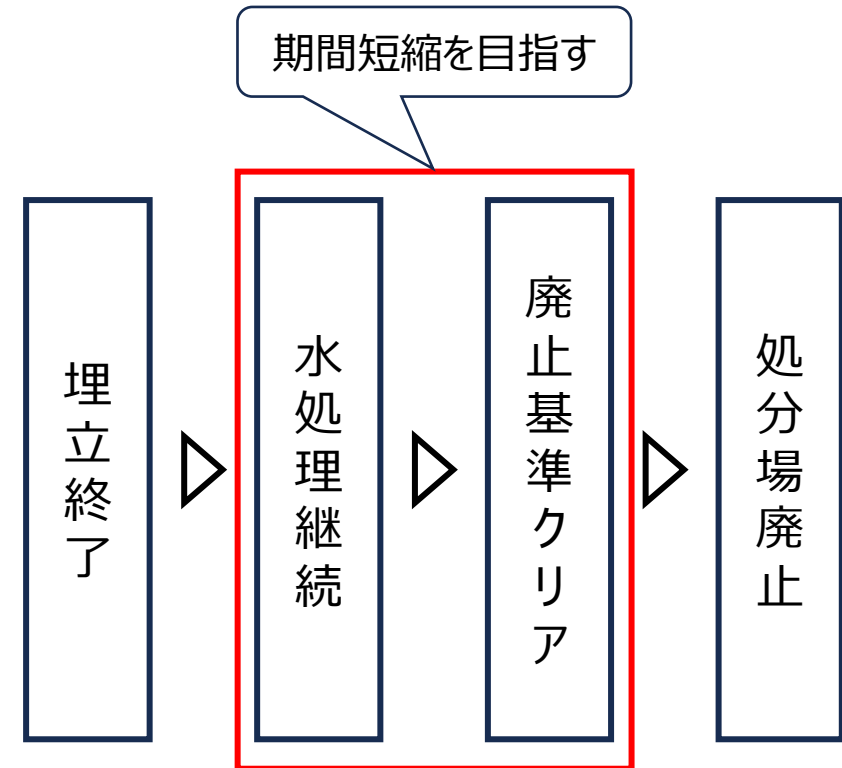 期間短縮を目指す
埋立終了
水処理継続
廃止基準クリア
処分場廃止